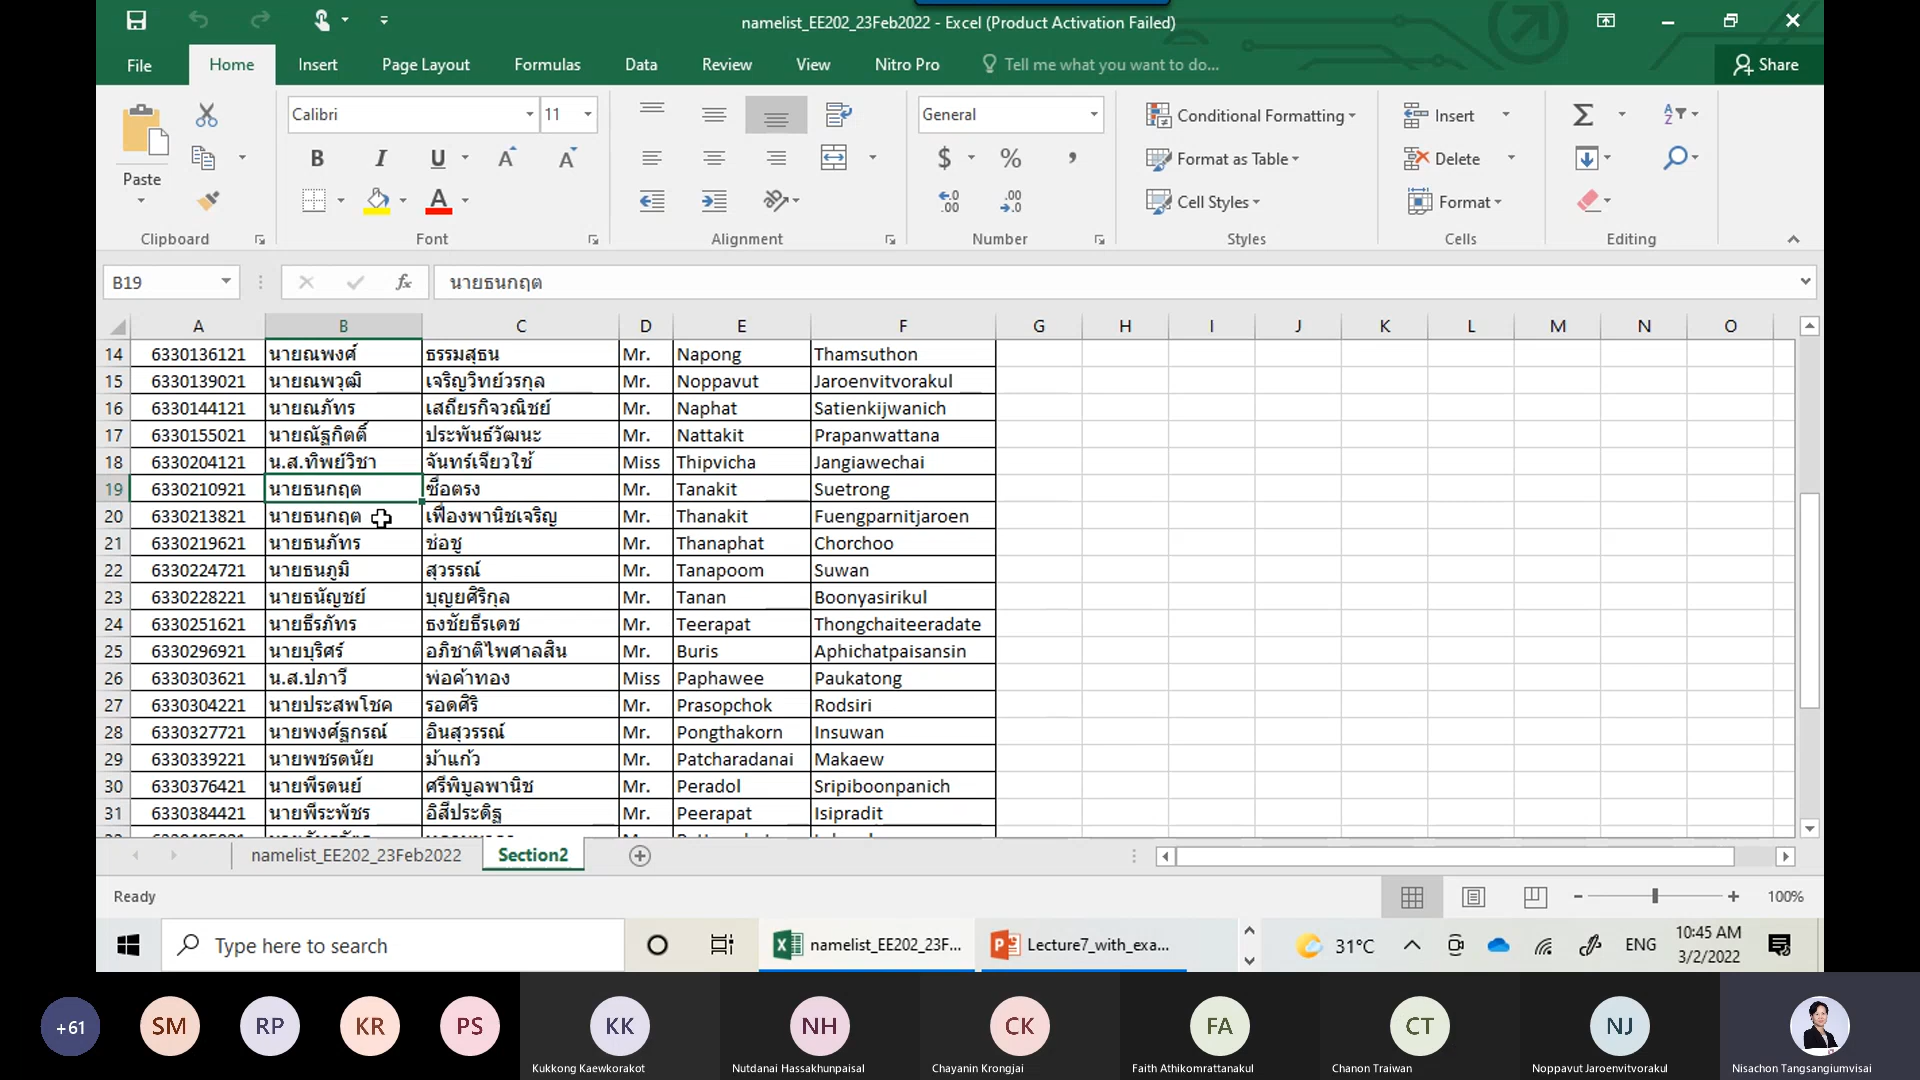 namelist_EE202_23Feb2022 - Excel (Product Activation Failed)
File Home Insert Page Layout Formulas Data Review View Nitro Pro Tell me what you want to do... Share
Paste
Calibri 11
B I U A A
A
General
$ % ,
Conditional Formatting
Format as Table
Cell Styles
Insert
Delete
Format
Clipboard Font Alignment Number Styles Cells Editing
B19 fx นายธนกฤต
A B C D E F G H I J K L M N O
14 6330136121 นายณพงศ์ ธรรมสุธน Mr. Napong Thamsuthon
15 6330139021 นายณพวุฒิ เจริญวิทย์วรกุล Mr. Noppavut Jaroenvitvorakul
16 6330144121 นายณภัทร เสถียรกิจวณิชย์ Mr. Naphat Satienkijwanich
17 6330155021 นายณัฐกิตติ์ ประพันธ์วัฒนะ Mr. Nattakit Prapanwattana
18 6330204121 น.ส.ทิพย์วิชา จันทร์เจียวใช้ Miss Thipvicha Jangiawechai
19 6330210921 นายธนกฤต ซื่อตรง Mr. Tanakit Suetrong
20 6330213821 นายธนกฤต เฟื่องพานิชเจริญ Mr. Thanakit Fuengparnitjaroen
21 6330219621 นายธนภัทร ช่อชู Mr. Thanaphat Chorchoo
22 6330224721 นายธนภูมิ สุวรรณ์ Mr. Tanapoom Suwan
23 6330228221 นายธนัญชย์ บุญยศิริกุล Mr. Tanan Boonyasirikul
24 6330251621 นายธีรภัทร ธงชัยธีรเดช Mr. Teerapat Thongchaiteeradate
25 6330296921 นายบุริศร์ อภิชาติไพศาลสิน Mr. Buris Aphichatpaisansin
26 6330303621 น.ส.ปภาวี พ่อค้าทอง Miss Paphawee Paukatong
27 6330304221 นายประสพโชค รอดศิริ Mr. Prasopchok Rodsiri
28 6330327721 นายพงศ์ฐกรณ์ อินสุวรรณ์ Mr. Pongthakorn Insuwan
29 6330339221 นายพชรดนัย ม้าแก้ว Mr. Patcharadanai Makaew
30 6330376421 นายพีรดนย์ ศรีพิบูลพานิช Mr. Peradol Sripiboonpanich
31 6330384421 นายพีระพัชร อิสีประดิฐ Mr. Peerapat Isipradit
namelist_EE202_23Feb2022 Section2
Ready 100%
Type here to search namelist_EE202_23F... Lecture7_with_exa... 31°C ENG 10:45 AM
3/2/2022
+61 SM RP KR PS KK NH CK FA CT NJ
Kukkong Kaewkorakot Nutdanai Hassakhunpaisal Chayanin Krongjai Faith Athikomrattanakul Chanon Traiwan Noppavut Jaroenvitvorakul Nisachon Tangsangiumvisai